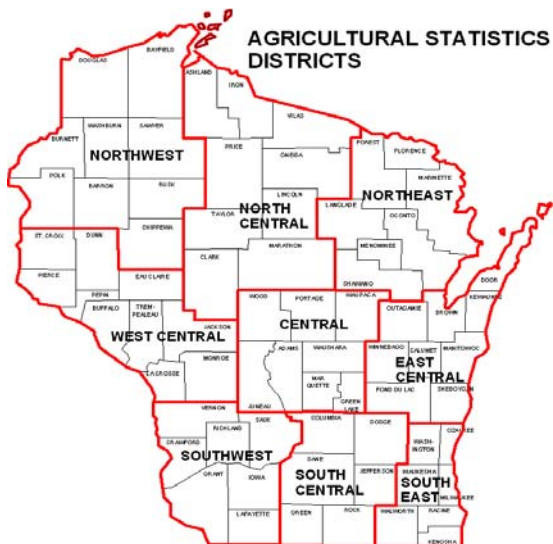 AGRICULTURAL STATISTICS
DISTRICTS
DOUGLAS
BAYFIELD
ASHLAND
IRON
VILAS
BURNETT
WASHBURN
SAWYER
NORTHWEST
PRICE
ONEIDA
FOREST
FLORENCE
MARINETTE
NORTHEAST
POLK
BARRON
RUSK
LINCOLN
LANGLADE
TAYLOR
NORTH
CENTRAL
OCONTO
CHIPPEWA
ST. CROIX
DUNN
CLARK
MARATHON
MENOMINEE
SHAWANO
PIERCE
EAU CLAIRE
PEPIN
BUFFALO
TREM-
PEALEAU
WOOD
PORTAGE
WAUPACA
OUTAGAMIE
BROWN
DOOR
KEWAUNEE
WEST CENTRAL
JACKSON
CENTRAL
MONROE
LACROSSE
ADAMS
WAUSHARA
WINNEBAGO
CALUMET
MANITOWOC
EAST
CENTRAL
MAR
QUETTE
GREEN
LAKE
FOND DU LAC
SHEBOYGAN
VERNON
JUNEAU
COLUMBIA
DODGE
RICHLAND
SAUK
CRAWFORD
SOUTHWEST
WASH-
INGTON
OZAUKEE
GRANT
IOWA
DANE
JEFFERSON
SOUTH
CENTRAL
WAUKESHA
MILWAUKEE
SOUTH
EAST
LAFAYETTE
GREEN
ROCK
WALWORTH
RACINE
KENOSHA